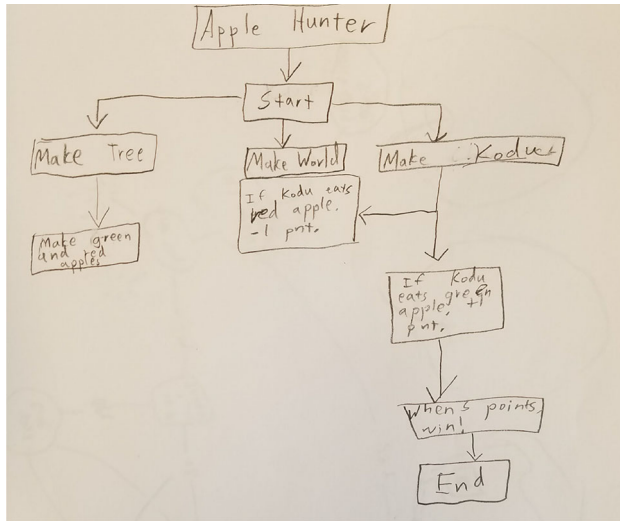 Apple Hunter
Start
Make Tree
Make World
Make Koduct
Make green
and red
apples
If Kodu eats
red apple,
-1 pnt.
If Kodu
eats green
apple, +1
pnt.
When 5 points,
win!
End